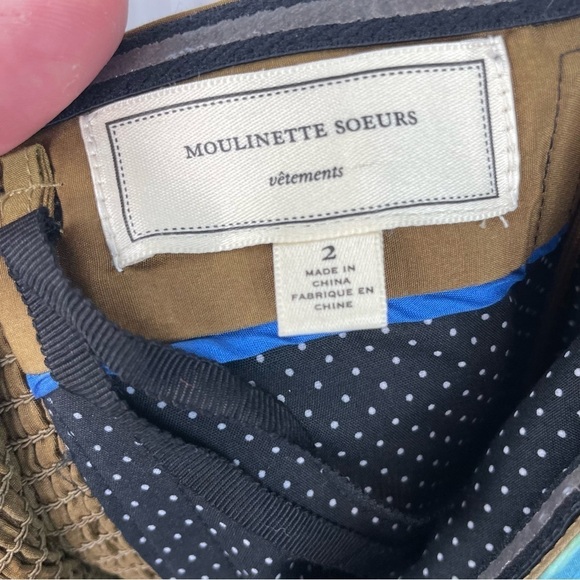 MOULINETTE SOEURS
vêtements
2
MADE IN
CHINA
FABRIQUE EN
CHINE